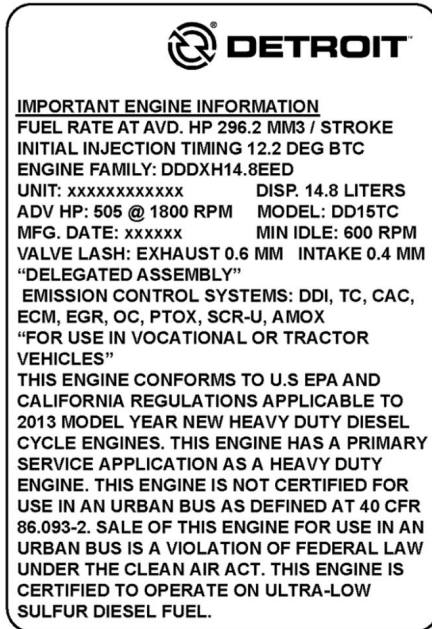 DETROIT™
IMPORTANT ENGINE INFORMATION
FUEL RATE AT AVD. HP 296.2 MM3 / STROKE
INITIAL INJECTION TIMING 12.2 DEG BTC
ENGINE FAMILY: DDDXH14.8EED
UNIT: xxxxxxxxxxxx DISP. 14.8 LITERS
ADV HP: 505 @ 1800 RPM MODEL: DD15TC
MFG. DATE: xxxxxx MIN IDLE: 600 RPM
VALVE LASH: EXHAUST 0.6 MM INTAKE 0.4 MM
“DELEGATED ASSEMBLY”
EMISSION CONTROL SYSTEMS: DDI, TC, CAC,
ECM, EGR, OC, PTOX, SCR-U, AMOX
“FOR USE IN VOCATIONAL OR TRACTOR
VEHICLES”
THIS ENGINE CONFORMS TO U.S EPA AND
CALIFORNIA REGULATIONS APPLICABLE TO
2013 MODEL YEAR NEW HEAVY DUTY DIESEL
CYCLE ENGINES. THIS ENGINE HAS A PRIMARY
SERVICE APPLICATION AS A HEAVY DUTY
ENGINE. THIS ENGINE IS NOT CERTIFIED FOR
USE IN AN URBAN BUS AS DEFINED AT 40 CFR
86.093-2. SALE OF THIS ENGINE FOR USE IN AN
URBAN BUS IS A VIOLATION OF FEDERAL LAW
UNDER THE CLEAN AIR ACT. THIS ENGINE IS
CERTIFIED TO OPERATE ON ULTRA-LOW
SULFUR DIESEL FUEL.